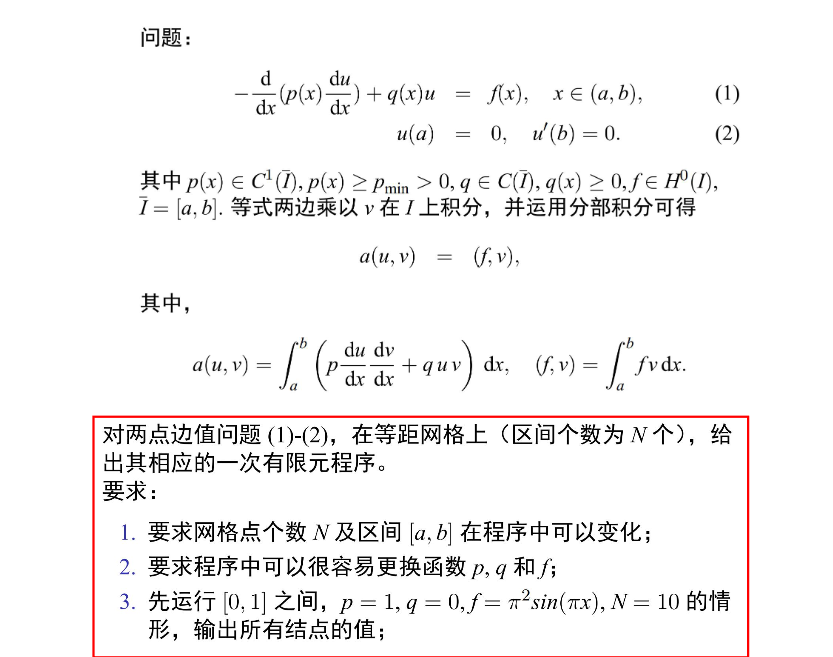 问题：
$-\frac{\mathrm{d}}{\mathrm{d}x}(p(x)\frac{\mathrm{d}u}{\mathrm{d}x}) + q(x)u = f(x), \quad x \in (a, b), \quad (1)$
$u(a) = 0, \quad u'(b) = 0. \quad (2)$
其中 $p(x) \in C^1(\bar{I}), p(x) \geq p_{\min} > 0, q \in C(\bar{I}), q(x) \geq 0, f \in H^0(I),$
$\bar{I} = [a, b]$. 等式两边乘以 $v$ 在 $I$ 上积分，并运用分部积分可得
$a(u, v) = (f, v),$
其中，
$a(u, v) = \int_a^b \left( p\frac{\mathrm{d}u}{\mathrm{d}x}\frac{\mathrm{d}v}{\mathrm{d}x} + q\,u\,v \right) \mathrm{d}x, \quad (f, v) = \int_a^b f v\,\mathrm{d}x.$
对两点边值问题 (1)-(2)，在等距网格上（区间个数为 $N$ 个），给
出其相应的一次有限元程序。
要求：
1. 要求网格点个数 $N$ 及区间 $[a, b]$ 在程序中可以变化；
2. 要求程序中可以很容易更换函数 $p, q$ 和 $f$;
3. 先运行 $[0, 1]$ 之间，$p = 1, q = 0, f = \pi^2 sin(\pi x), N = 10$ 的情
形，输出所有结点的值；